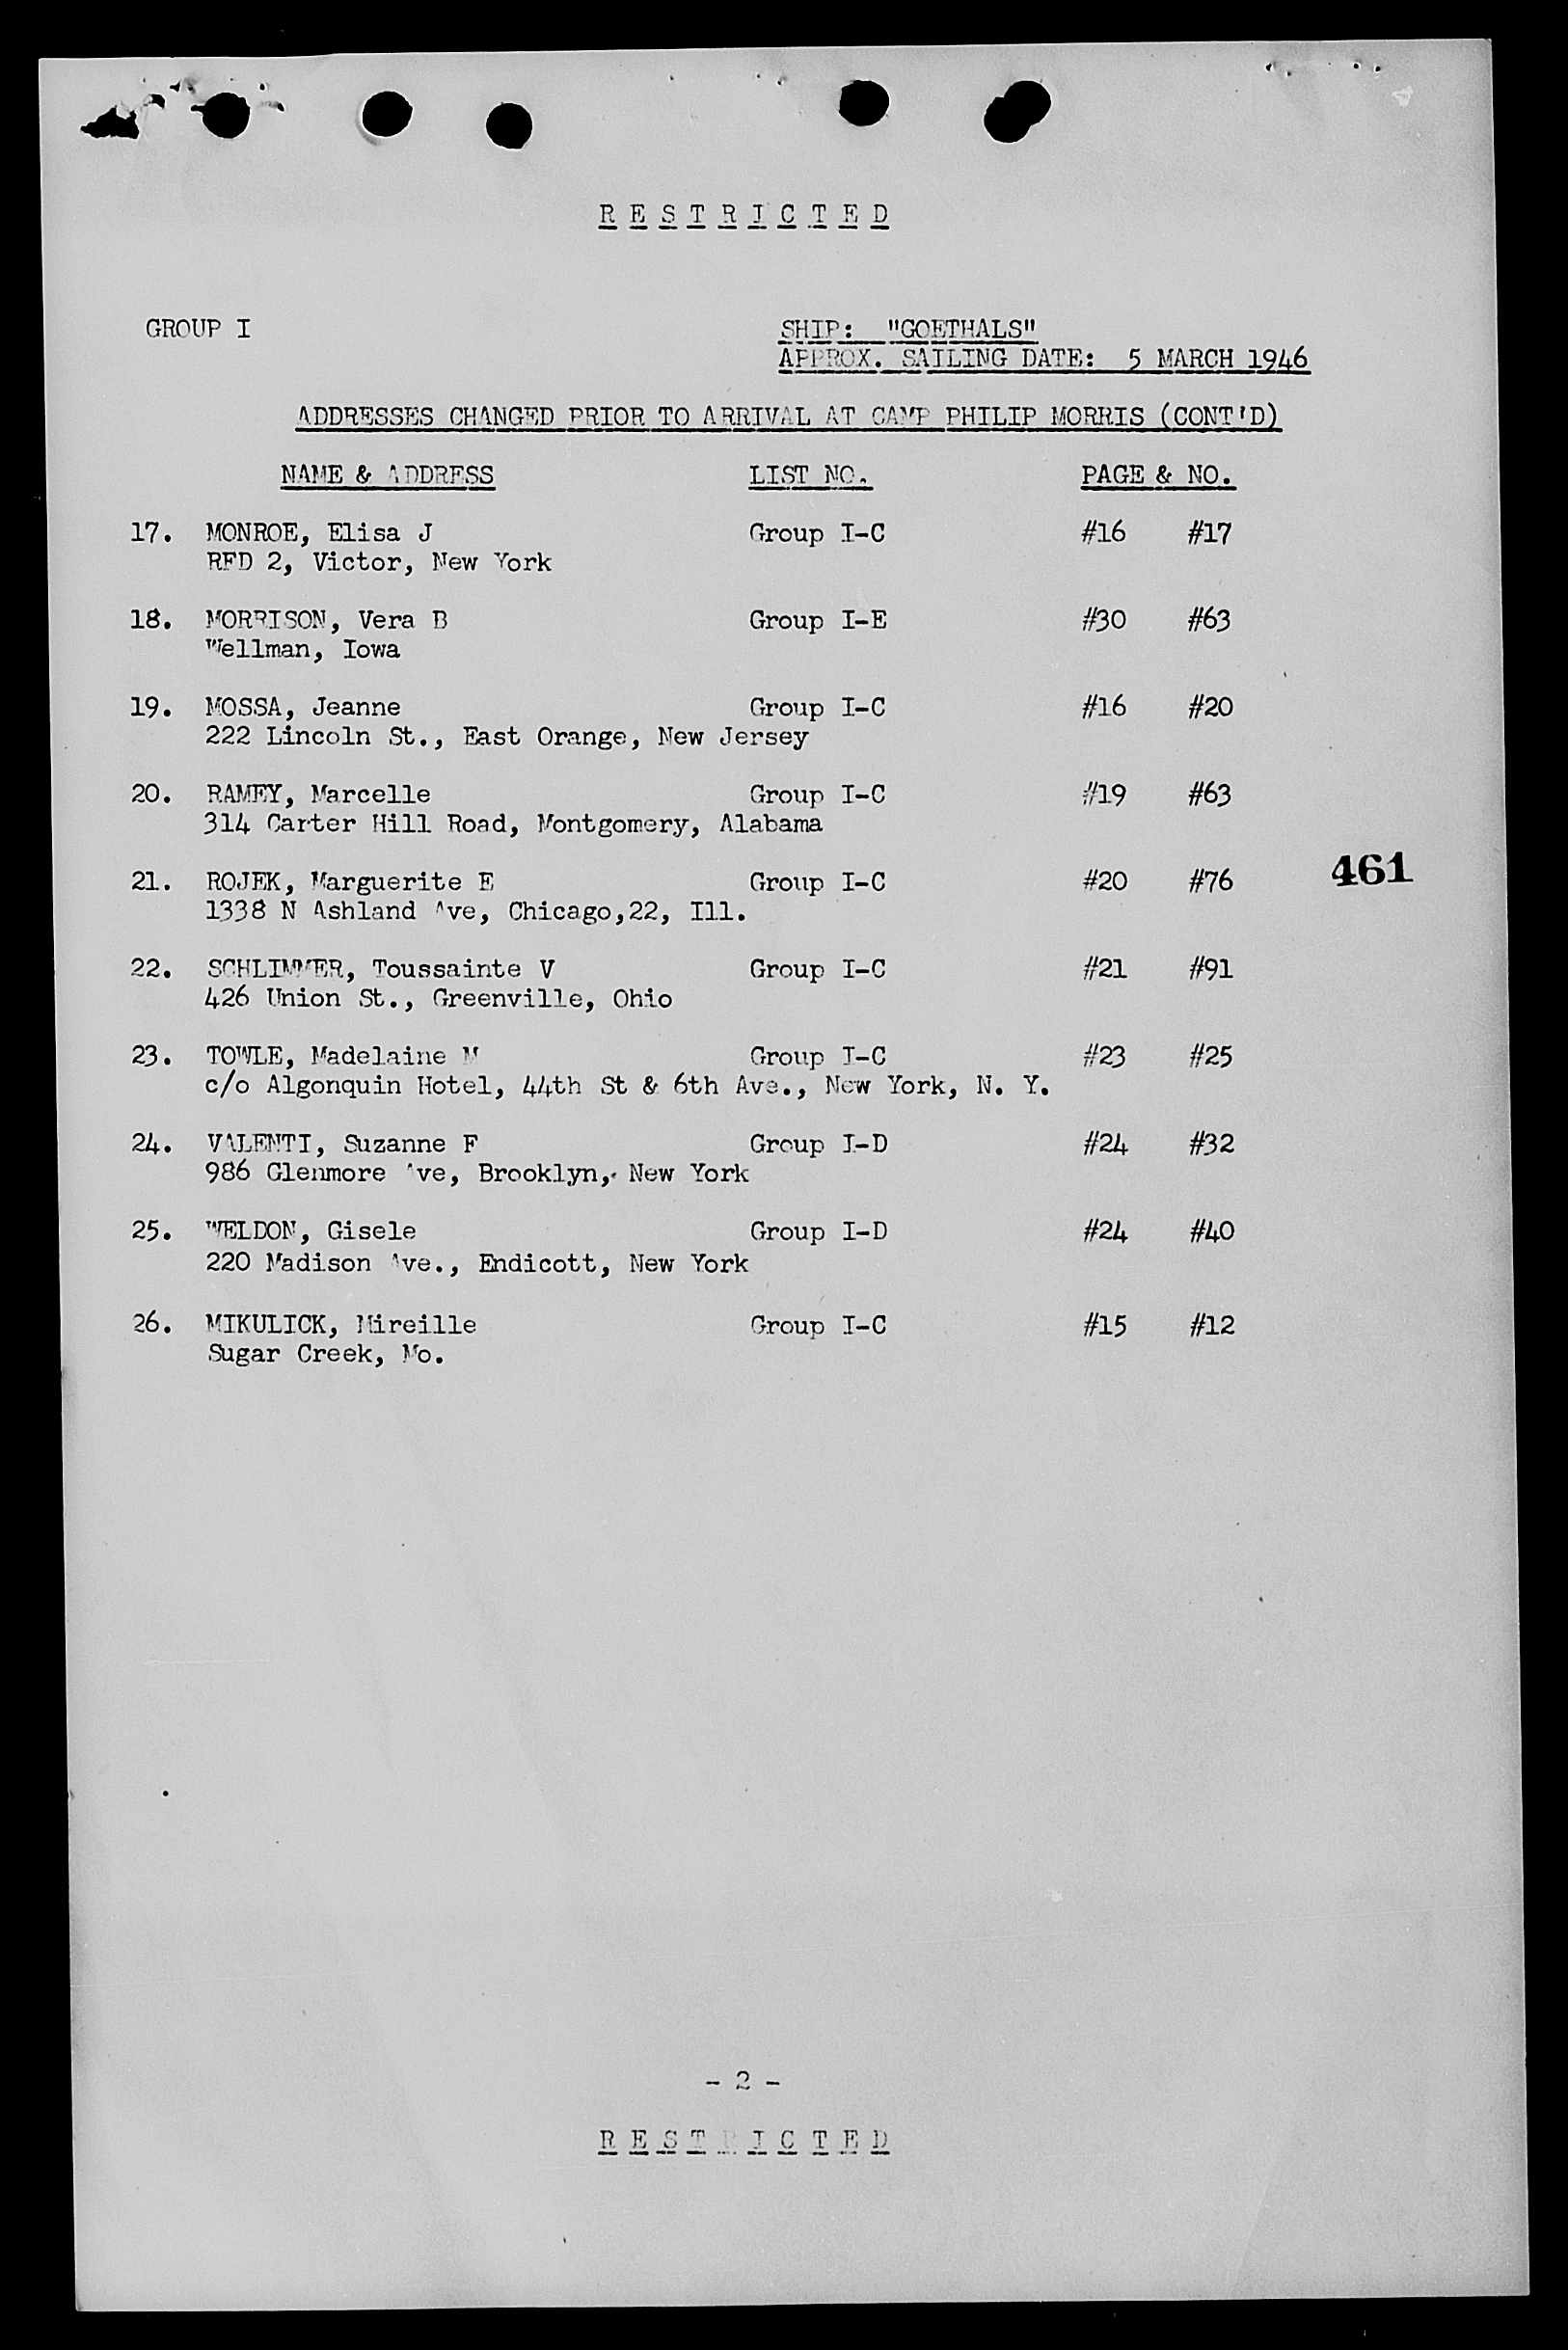 R E S T R I C T E D
GROUP I
SHIP: "GOETHALS"
APPROX. SAILING DATE: 5 MARCH 1946
ADDRESSES CHANGED PRIOR TO ARRIVAL AT CAMP PHILIP MORRIS (CONT'D)
NAME & ADDRESS LIST NO. PAGE & NO.
17. MONROE, Elisa J Group I-C #16 #17
RFD 2, Victor, New York
18. MORRISON, Vera B Group I-E #30 #63
Wellman, Iowa
19. MOSSA, Jeanne Group I-C #16 #20
222 Lincoln St., East Orange, New Jersey
20. RAMEY, Marcelle Group I-C #19 #63
314 Carter Hill Road, Montgomery, Alabama
21. ROJEK, Marguerite E Group I-C #20 #76
461
1338 N Ashland Ave, Chicago,22, Ill.
22. SCHLIMMER, Toussainte V Group I-C #21 #91
426 Union St., Greenville, Ohio
23. TOWLE, Madelaine M Group I-C #23 #25
c/o Algonquin Hotel, 44th St & 6th Ave., New York, N. Y.
24. VALENTI, Suzanne F Group I-D #24 #32
986 Glenmore Ave, Brooklyn, New York
25. WELDON, Gisele Group I-D #24 #40
220 Madison Ave., Endicott, New York
26. MIKULICK, Mireille Group I-C #15 #12
Sugar Creek, Mo.
- 2 -
R E S T R I C T E D